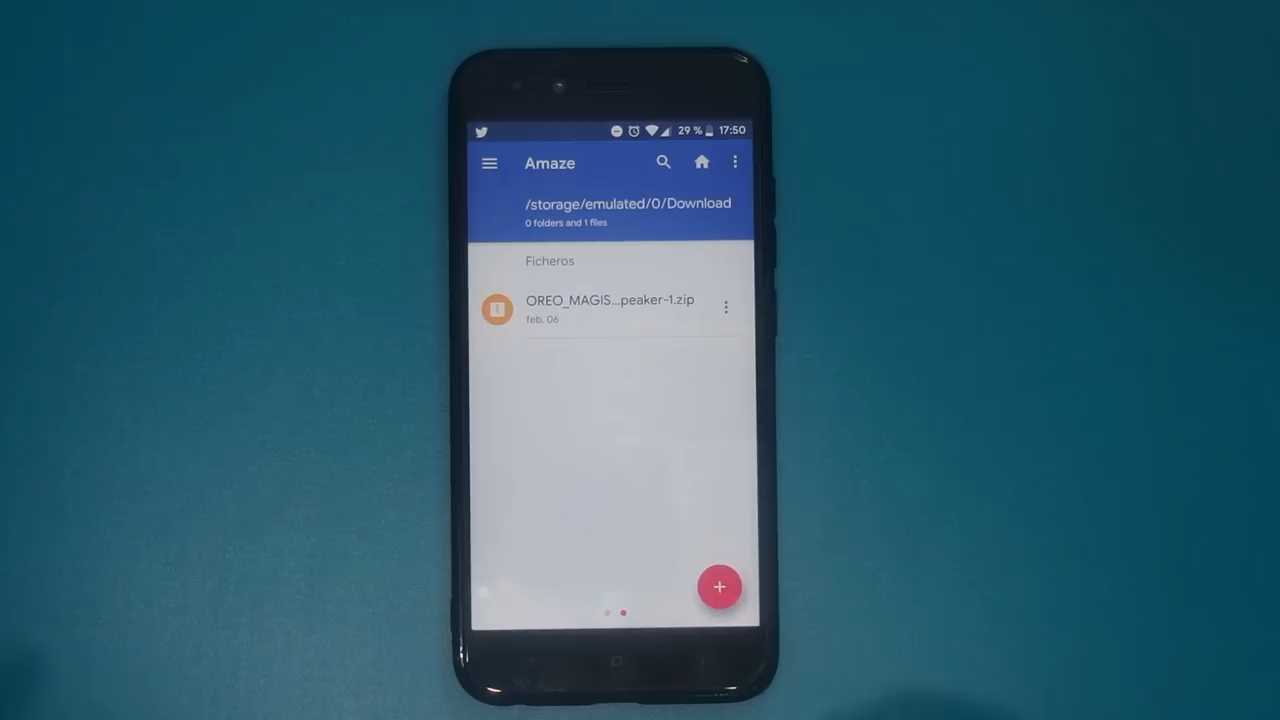 29 % 17:50
Amaze
/storage/emulated/0/Download
0 folders and 1 files
Ficheros
OREO_MAGIS...peaker-1.zip
feb. 06